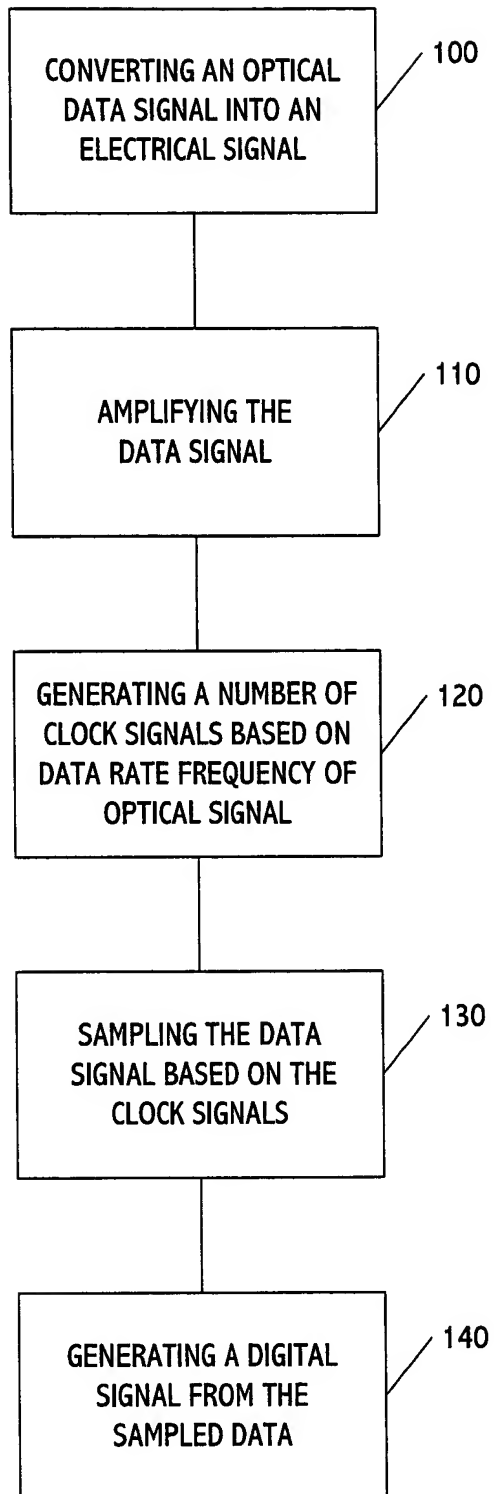 CONVERTING AN OPTICAL
DATA SIGNAL INTO AN
ELECTRICAL SIGNAL
100
AMPLIFYING THE
DATA SIGNAL
110
GENERATING A NUMBER OF
CLOCK SIGNALS BASED ON
DATA RATE FREQUENCY OF
OPTICAL SIGNAL
120
SAMPLING THE DATA
SIGNAL BASED ON THE
CLOCK SIGNALS
130
GENERATING A DIGITAL
SIGNAL FROM THE
SAMPLED DATA
140